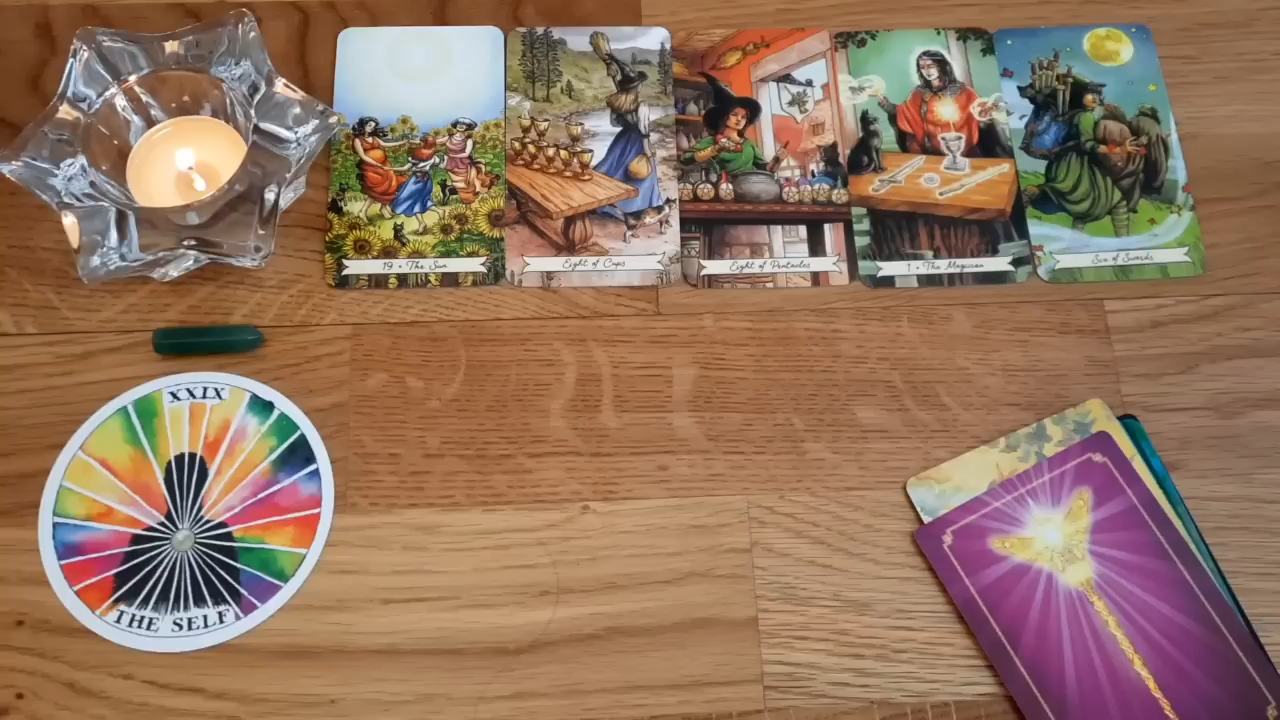 19 • The Sun
Eight of Cups
Eight of Pentacles
1 • The Magician
Six of Swords
XXIX
THE SELF